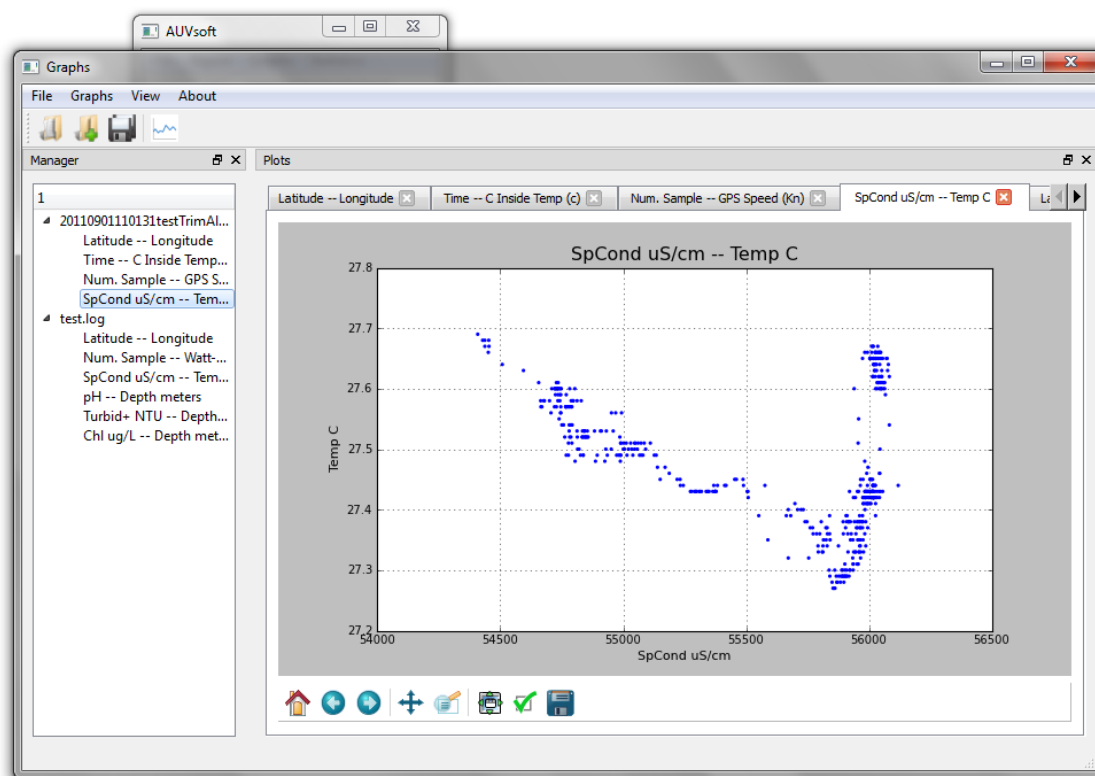 AUVsoft
Graphs
File Graphs View About
Manager
Plots
1
20110901110131testTrimAl...
Latitude -- Longitude
Time -- C Inside Temp...
Num. Sample -- GPS S...
SpCond uS/cm -- Tem...
test.log
Latitude -- Longitude
Num. Sample -- Watt-...
SpCond uS/cm -- Tem...
pH -- Depth meters
Turbid+ NTU -- Depth...
Chl ug/L -- Depth met...
Latitude -- Longitude
Time -- C Inside Temp (c)
Num. Sample -- GPS Speed (Kn)
SpCond uS/cm -- Temp C
SpCond uS/cm -- Temp C
27.8
27.7
27.6
27.5
27.4
27.3
27.2
Temp C
54000 54500 55000 55500 56000 56500
SpCond uS/cm